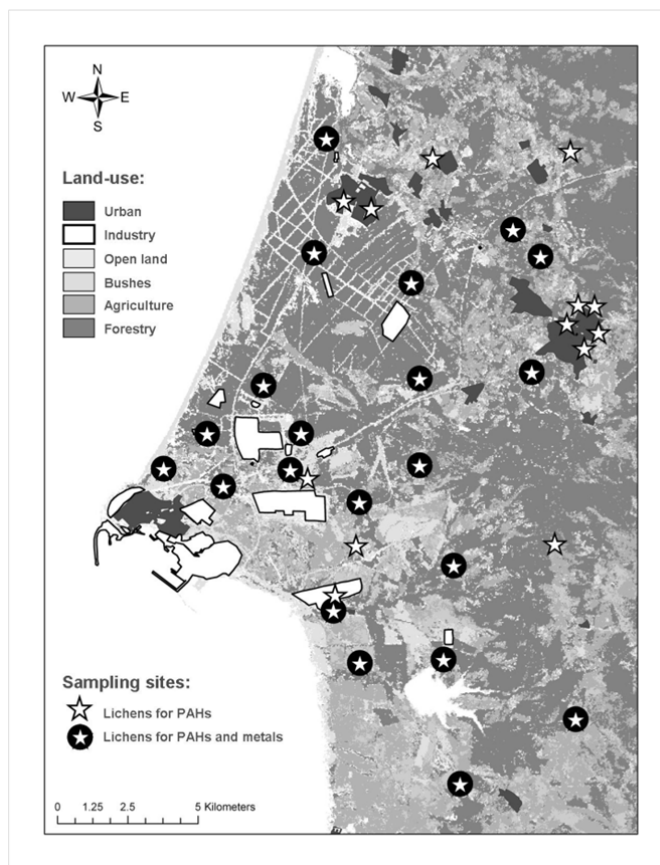 N
W E
S
Land-use:
Urban
Industry
Open land
Bushes
Agriculture
Forestry
Sampling sites:
Lichens for PAHs
Lichens for PAHs and metals
0 1.25 2.5 5 Kilometers